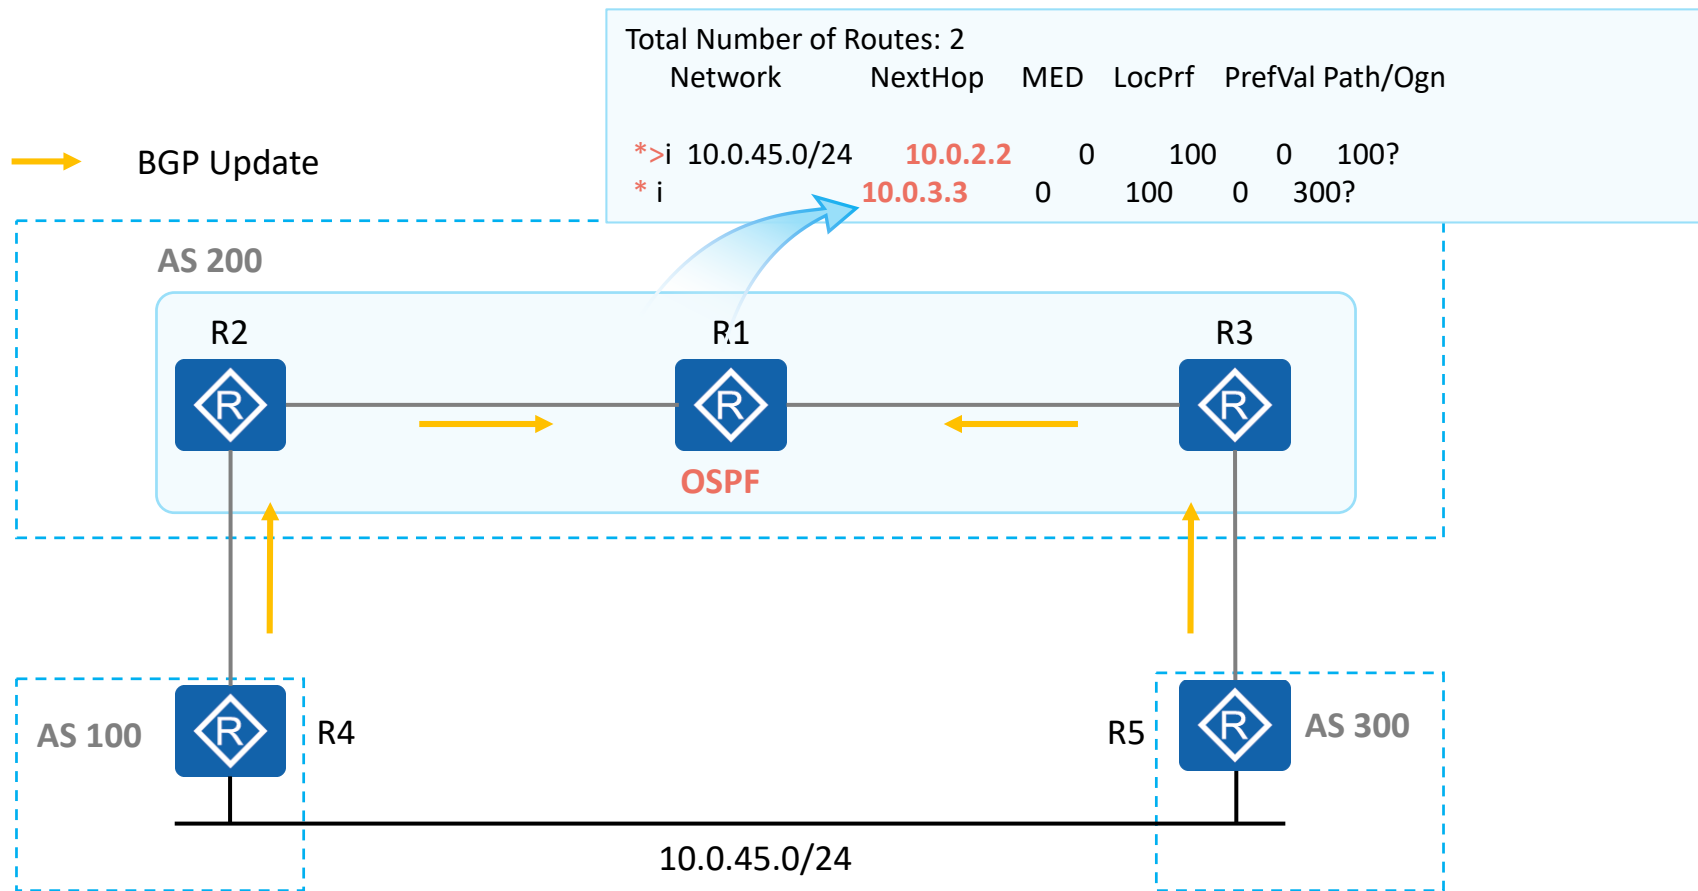 Total Number of Routes: 2
Network NextHop MED LocPrf PrefVal Path/Ogn
*>i 10.0.45.0/24 10.0.2.2 0 100 0 100?
* i 10.0.3.3 0 100 0 300?
BGP Update
AS 200
R2 R1 R3
R R R
OSPF
AS 100 R R4 R5 R AS 300
10.0.45.0/24